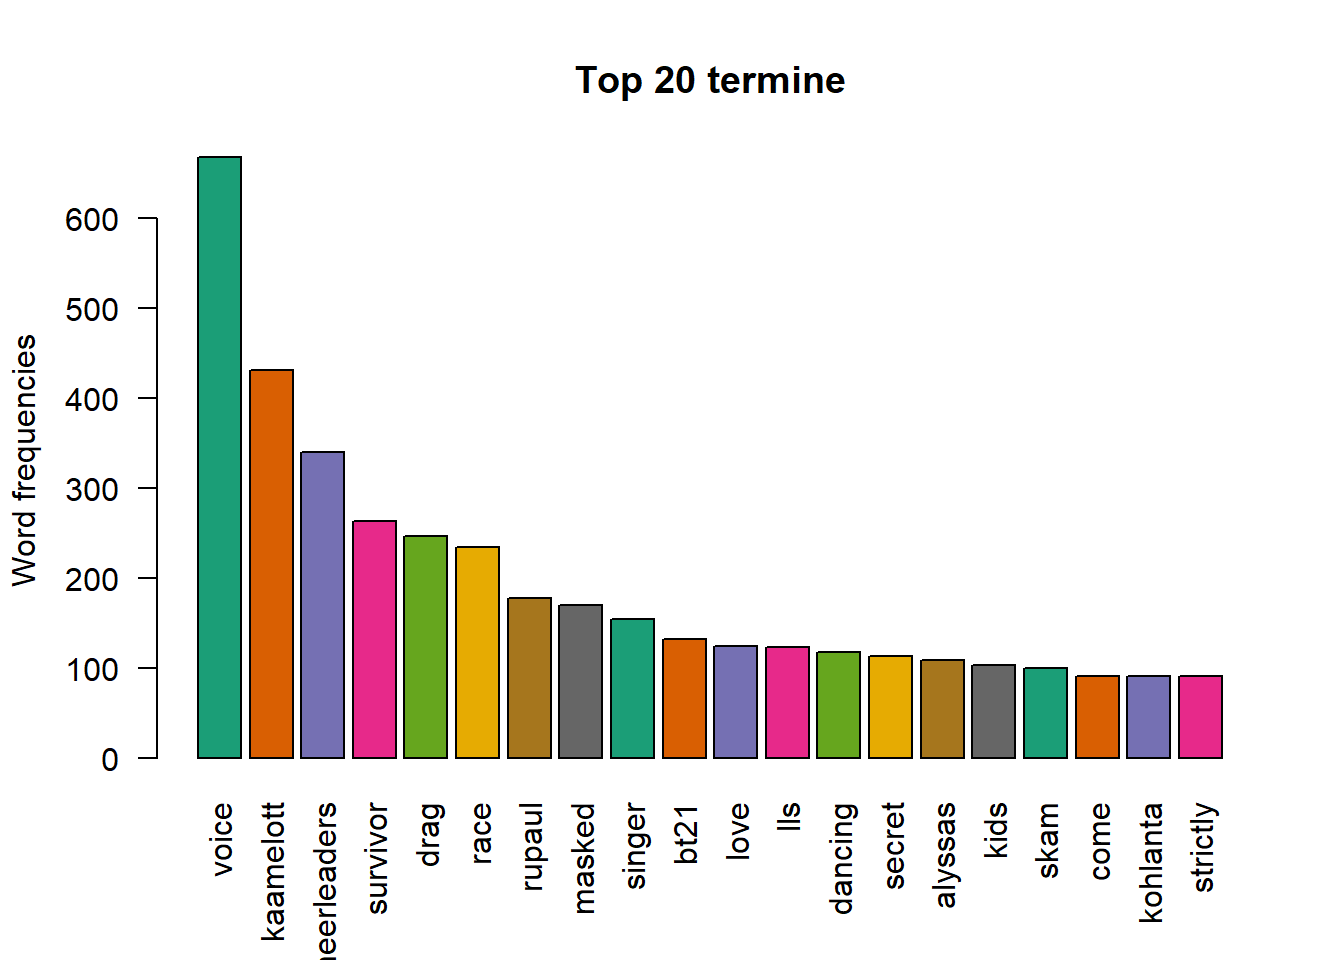 Top 20 termine
Word frequencies
600
500
400
300
200
100
0
voice
kaamelott
heerleaders
survivor
drag
race
rupaul
masked
singer
bt21
love
lls
dancing
secret
alyssas
kids
skam
come
kohlanta
strictly